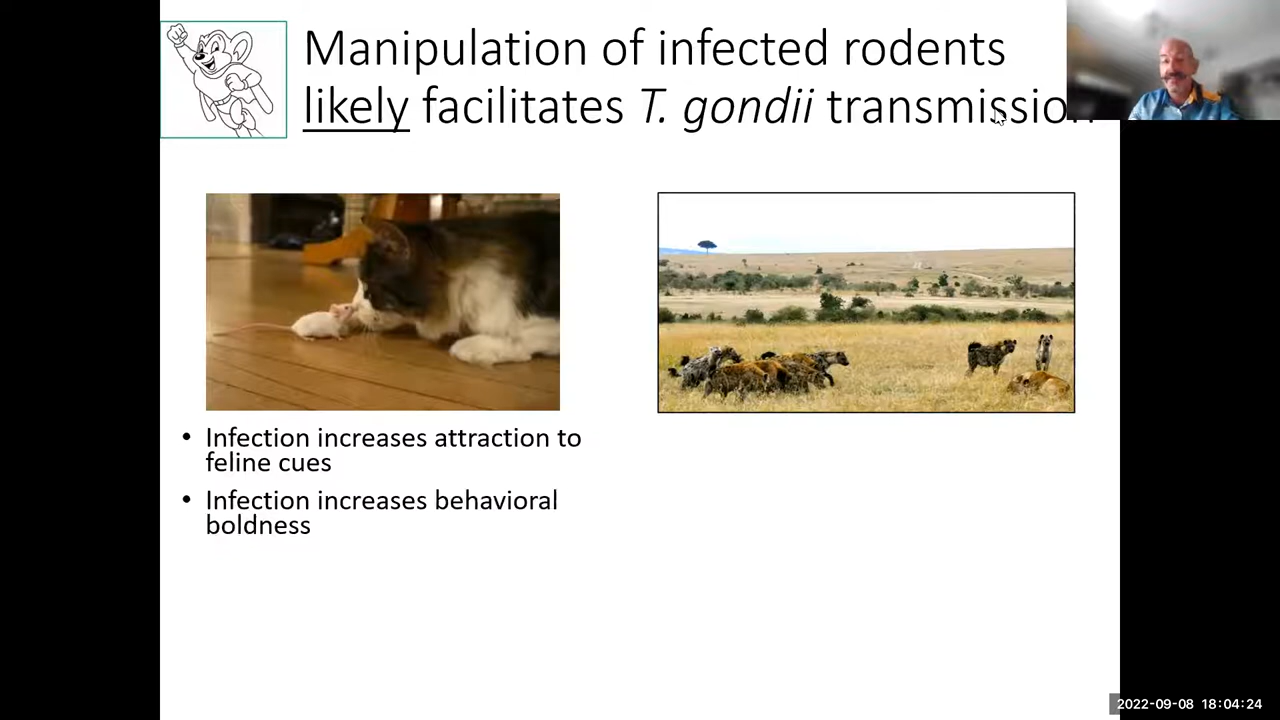 Manipulation of infected rodents
likely facilitates T. gondii transmission
• Infection increases attraction to
feline cues
• Infection increases behavioral
boldness
2022-09-08 18:04:24